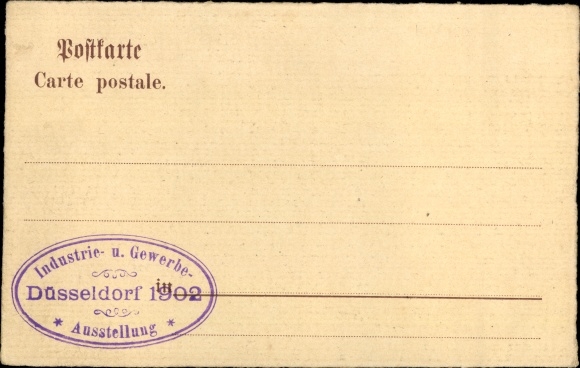 Postkarte
Carte postale.
Industrie- u. Gewerbe-
in
Düsseldorf 1902
* Ausstellung *